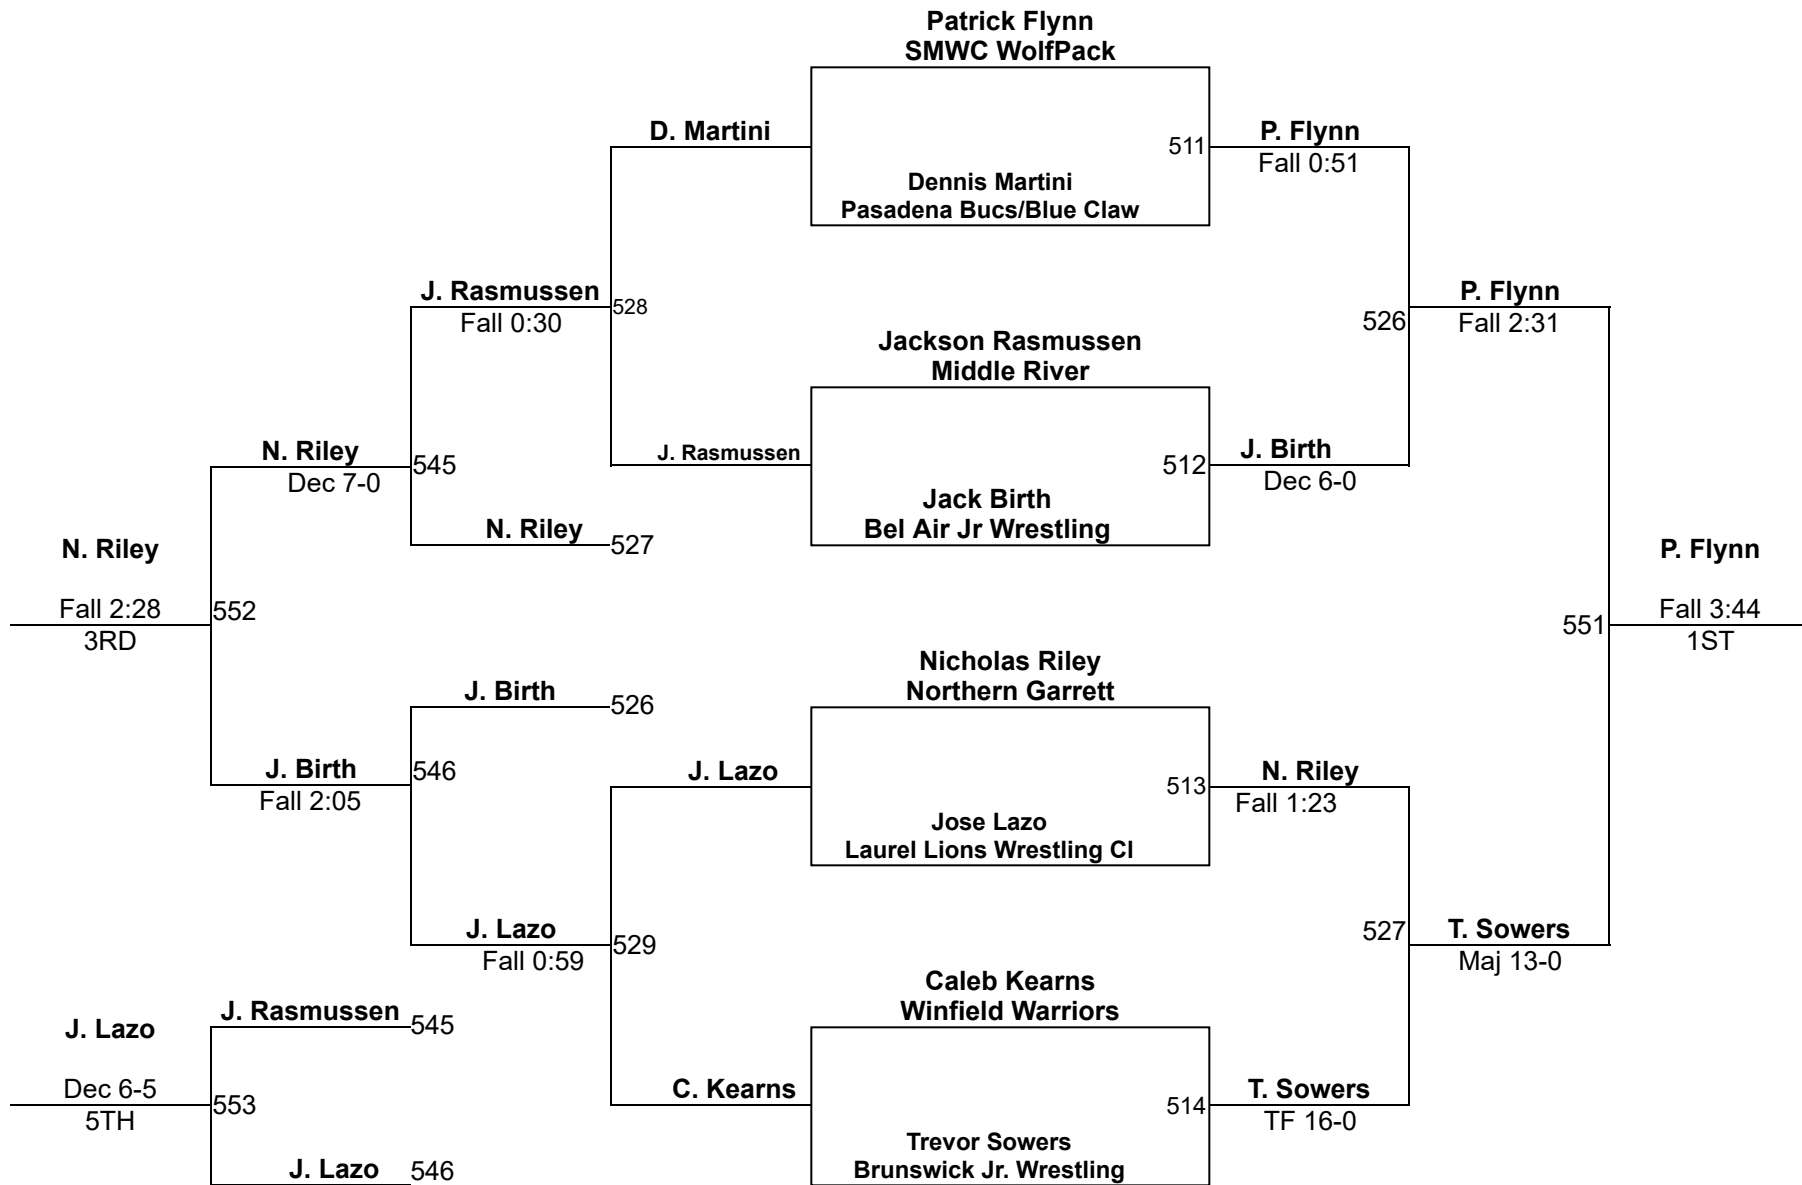 Patrick Flynn
SMWC WolfPack
D. Martini
511
P. Flynn
Fall 0:51
Dennis Martini
Pasadena Bucs/Blue Claw
J. Rasmussen
Fall 0:30
528
P. Flynn
Fall 2:31
526
Jackson Rasmussen
Middle River
N. Riley
Dec 7-0
545
J. Rasmussen
512
J. Birth
Dec 6-0
Jack Birth
Bel Air Jr Wrestling
N. Riley
527
N. Riley
Fall 2:28
3RD
552
P. Flynn
551
Fall 3:44
1ST
Nicholas Riley
Northern Garrett
J. Birth
526
J. Birth
Fall 2:05
546
J. Lazo
513
N. Riley
Fall 1:23
Jose Lazo
Laurel Lions Wrestling Cl
J. Lazo
Fall 0:59
529
527
T. Sowers
Maj 13-0
Caleb Kearns
Winfield Warriors
J. Rasmussen
545
J. Lazo
Dec 6-5
5TH
553
C. Kearns
514
T. Sowers
TF 16-0
Trevor Sowers
Brunswick Jr. Wrestling
J. Lazo
546